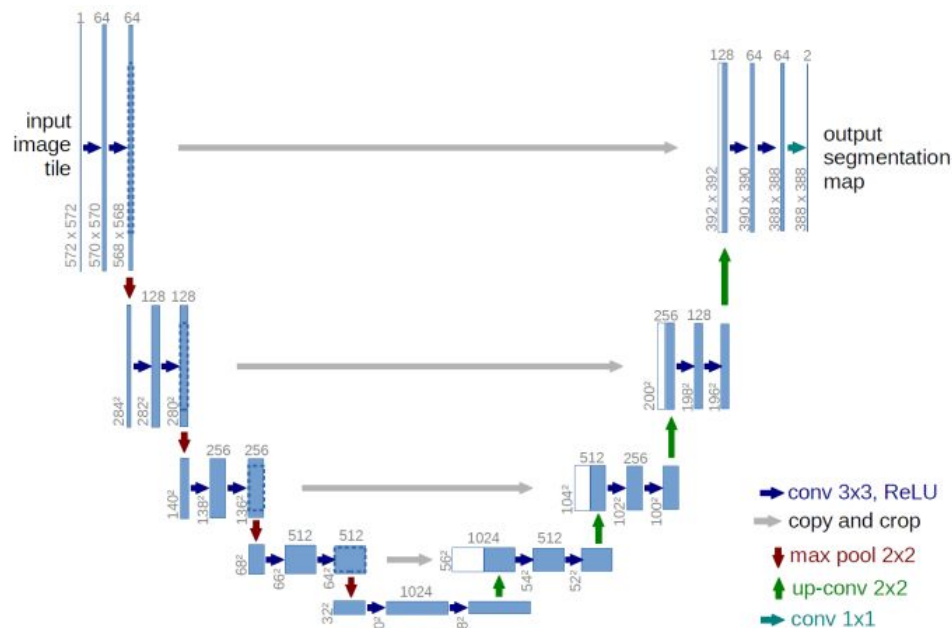 1 64 64
128 64 64 2
input
image
tile
output
segmentation
map
572 x 572
570 x 570
568 x 568
392 x 392
390 x 390
388 x 388
388 x 388
128 128
256 128
284²
282²
280²
200²
198²
196²
256 256
512 256
140²
138²
136²
104²
102²
100²
512 512
1024 512
68²
66²
64²
56²
54²
52²
1024
32²
conv 3x3, ReLU
copy and crop
max pool 2x2
up-conv 2x2
conv 1x1